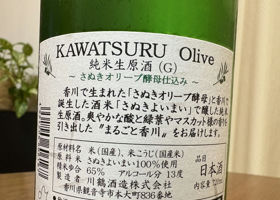 KAWATSURU Olive
純米生原酒 (G)
～さぬきオリーブ酵母仕込み～
香川で生まれた「さぬきオリーブ酵母」と香川で
誕生した酒米「さぬきよいまい」で醸した純米
生原酒。爽やかな酸と緑葉やマスカット様の香りを
引き出した“まるごと香川”をお届けします。
原材料名 米(国産)、米こうじ(国産米)
原料米 さぬきよいまい100%使用
精米歩合 65% アルコール分 13度
製造者 川鶴酒造株式会社
香川県観音寺市本大町836番地
日本酒